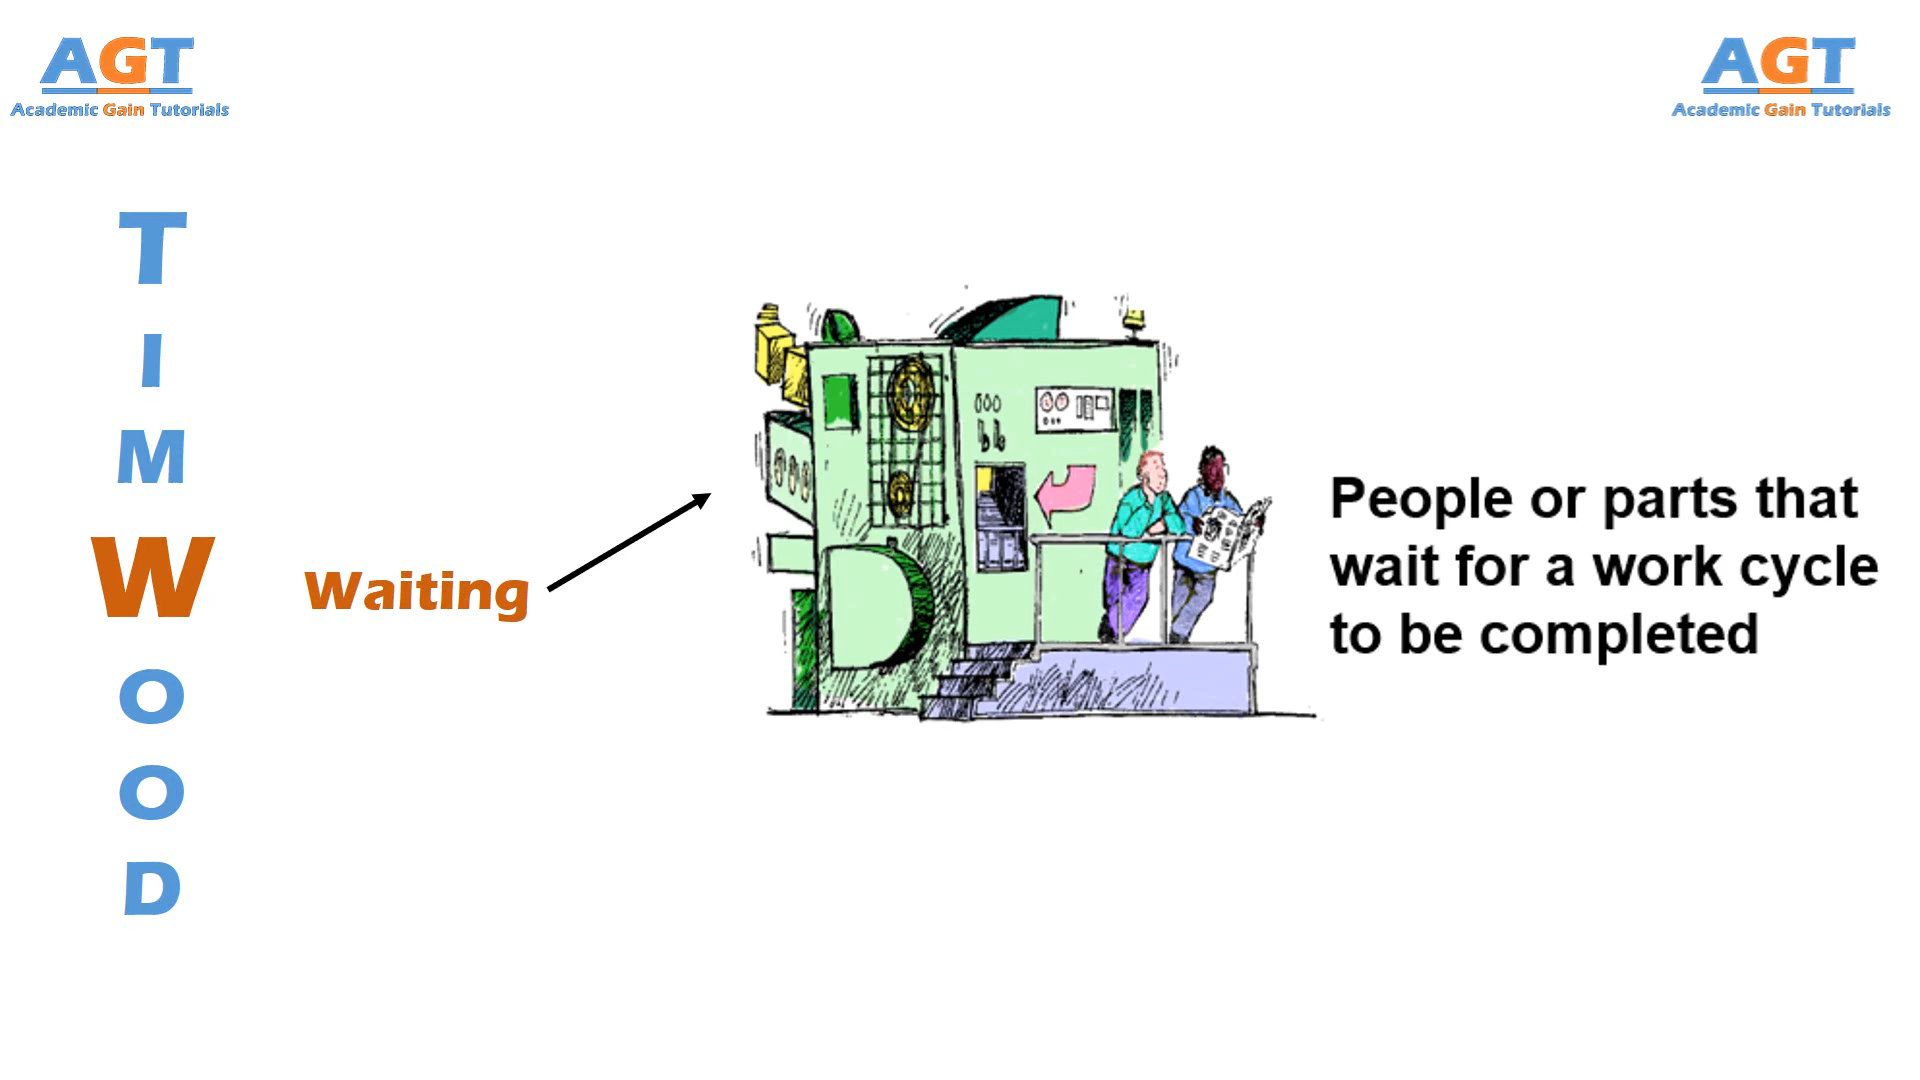 AGT
Academic Gain Tutorials
AGT
Academic Gain Tutorials
T
I
M
W
O
O
D
Waiting
People or parts that
wait for a work cycle
to be completed